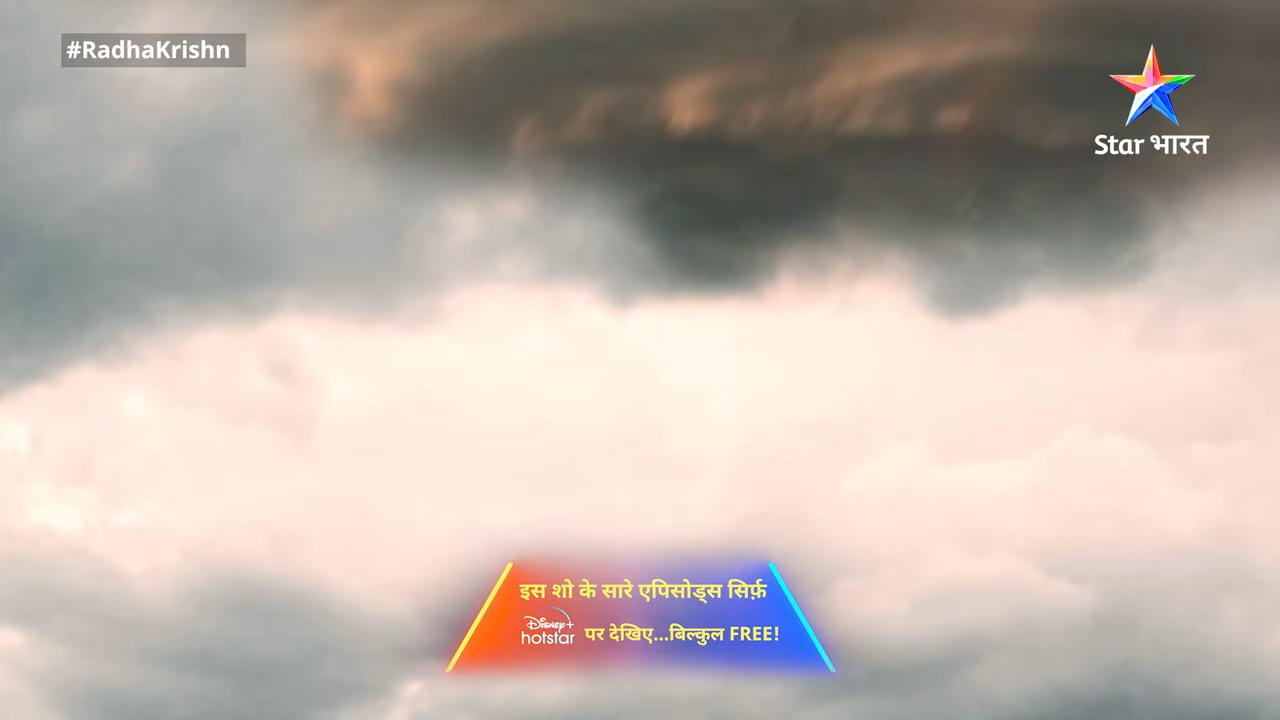 #RadhaKrishn
Star भारत
इस शो के सारे एपिसोड्स सिर्फ़
Disney+ hotstar पर देखिए...बिल्कुल FREE!